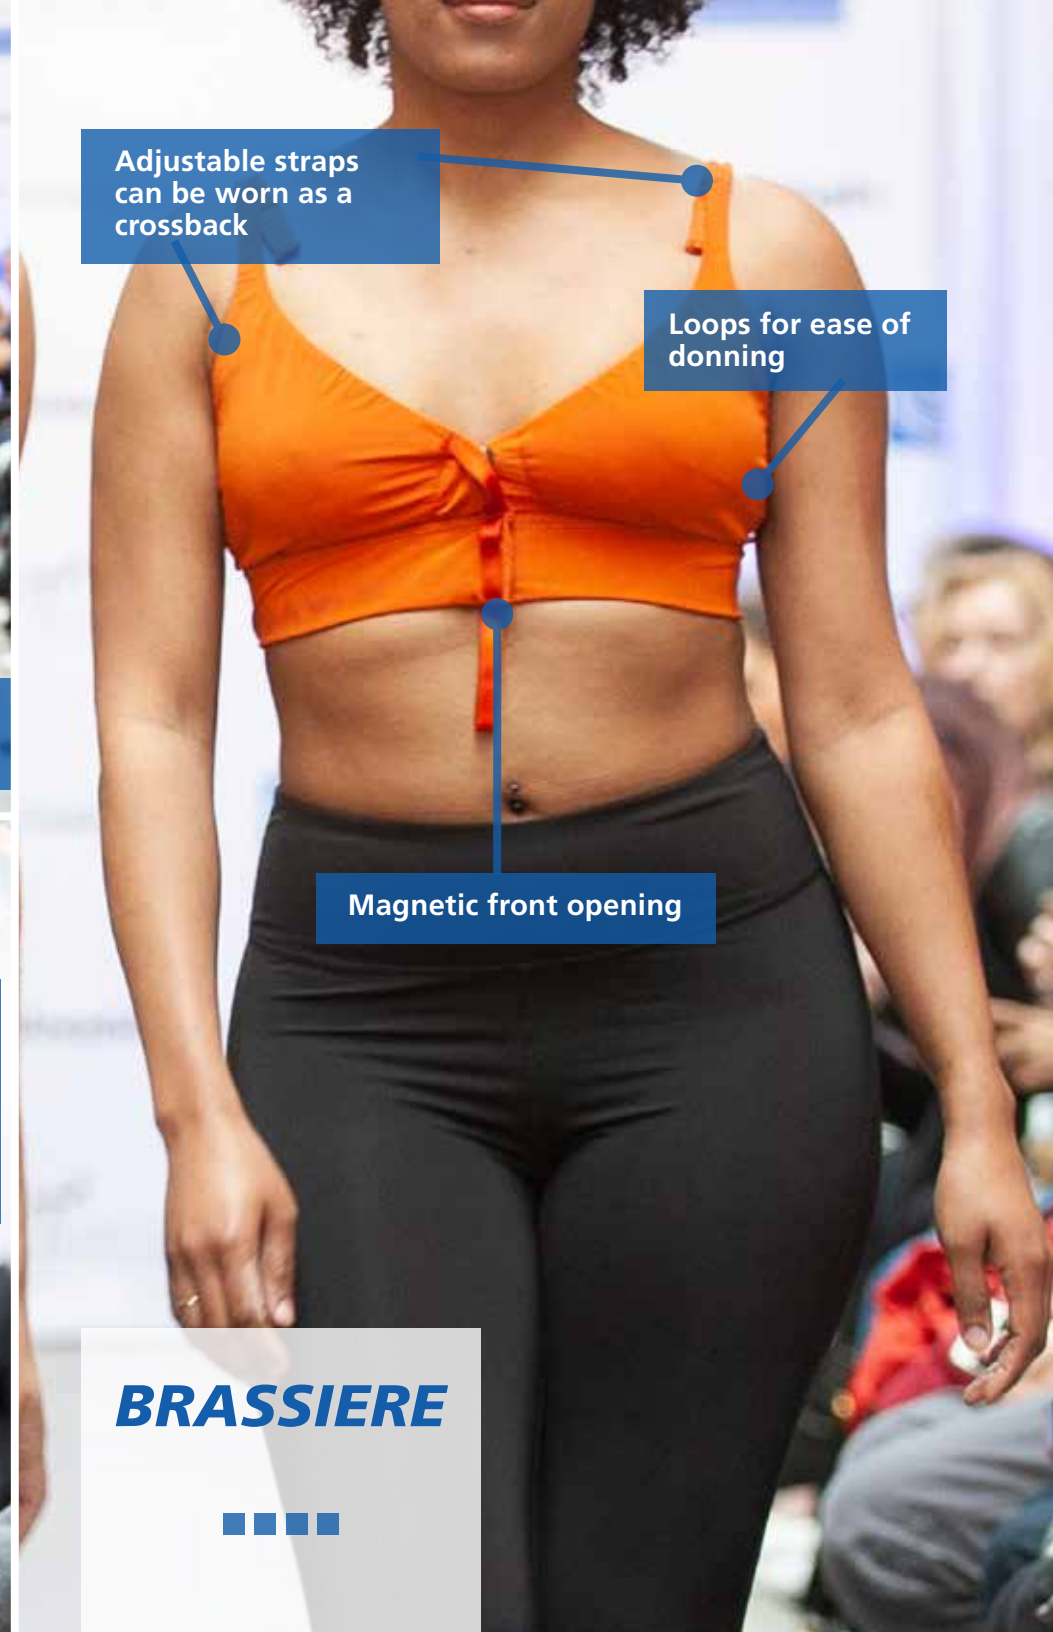 Adjustable straps
can be worn as a
crossback
Loops for ease of
donning
Magnetic front opening
BRASSIERE